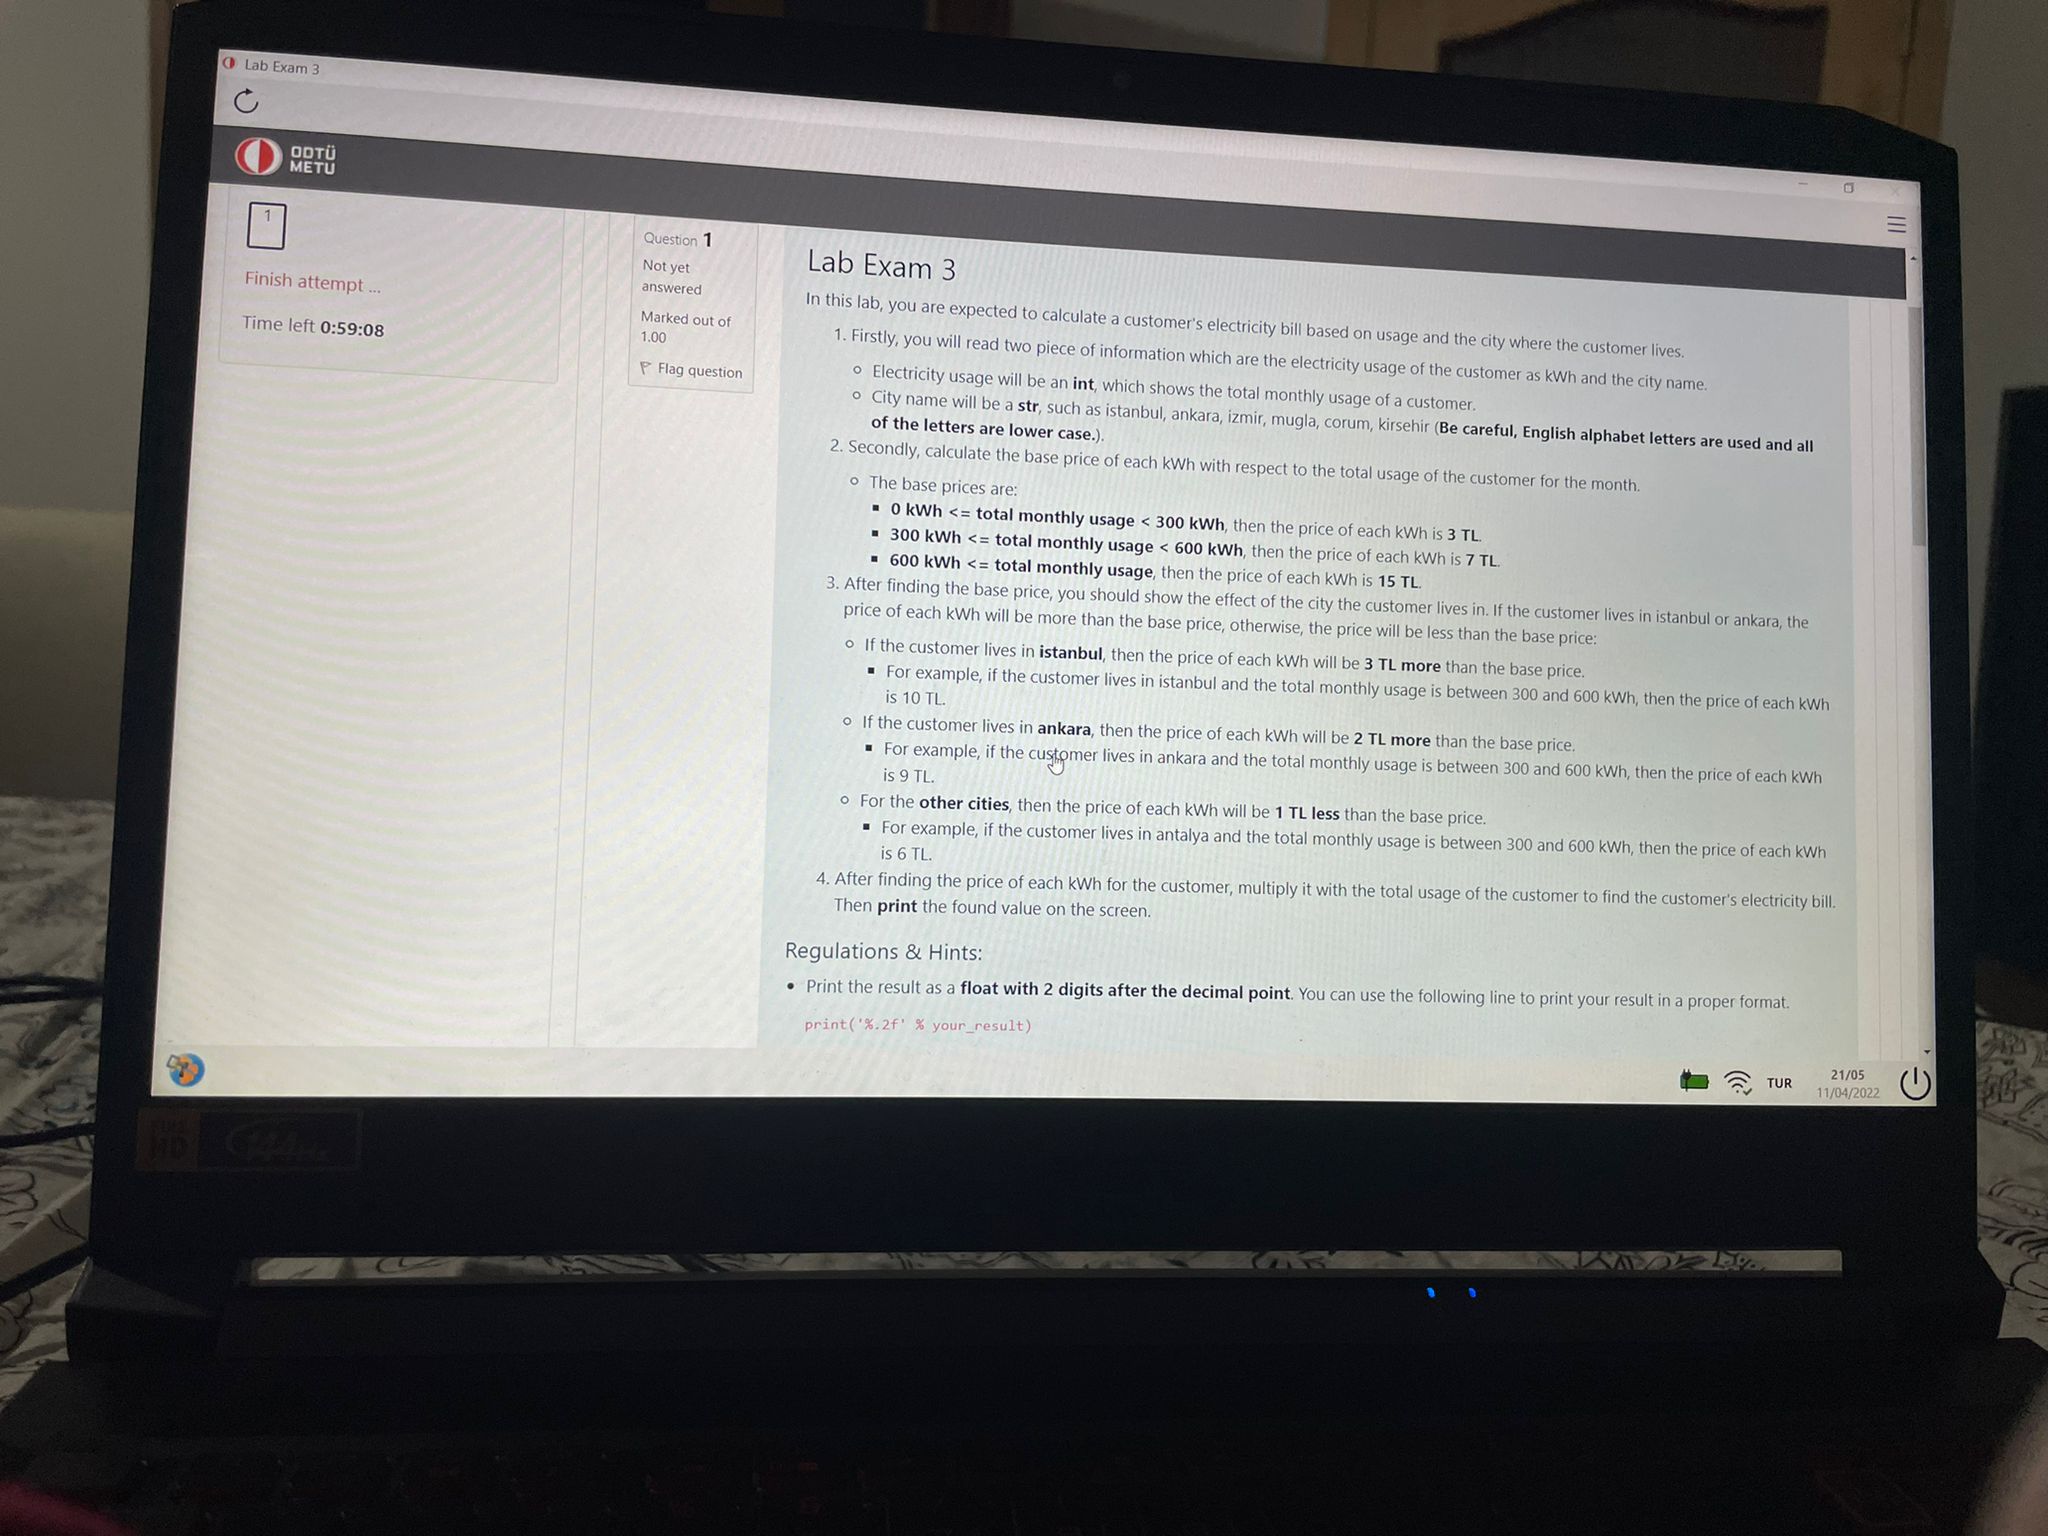 Lab Exam 3
ODTÜ
METU
1
Finish attempt ...
Time left 0:59:08
Question 1
Not yet
answered
Marked out of
1.00
Flag question
Lab Exam 3
In this lab, you are expected to calculate a customer's electricity bill based on usage and the city where the customer lives.
1. Firstly, you will read two piece of information which are the electricity usage of the customer as kWh and the city name.
Electricity usage will be an int, which shows the total monthly usage of a customer.
City name will be a str, such as istanbul, ankara, izmir, mugla, corum, kirsehir (Be careful, English alphabet letters are used and all
of the letters are lower case.).
2. Secondly, calculate the base price of each kWh with respect to the total usage of the customer for the month.
The base prices are:
0 kWh <= total monthly usage < 300 kWh, then the price of each kWh is 3 TL.
300 kWh <= total monthly usage < 600 kWh, then the price of each kWh is 7 TL.
600 kWh <= total monthly usage, then the price of each kWh is 15 TL.
3. After finding the base price, you should show the effect of the city the customer lives in. If the customer lives in istanbul or ankara, the
price of each kWh will be more than the base price, otherwise, the price will be less than the base price:
If the customer lives in istanbul, then the price of each kWh will be 3 TL more than the base price.
For example, if the customer lives in istanbul and the total monthly usage is between 300 and 600 kWh, then the price of each kWh
is 10 TL.
If the customer lives in ankara, then the price of each kWh will be 2 TL more than the base price.
For example, if the customer lives in ankara and the total monthly usage is between 300 and 600 kWh, then the price of each kWh
is 9 TL.
For the other cities, then the price of each kWh will be 1 TL less than the base price.
For example, if the customer lives in antalya and the total monthly usage is between 300 and 600 kWh, then the price of each kWh
is 6 TL.
4. After finding the price of each kWh for the customer, multiply it with the total usage of the customer to find the customer's electricity bill.
Then print the found value on the screen.
Regulations & Hints:
Print the result as a float with 2 digits after the decimal point. You can use the following line to print your result in a proper format.
print('%.2f' % your_result)
TUR
21/05
11/04/2022